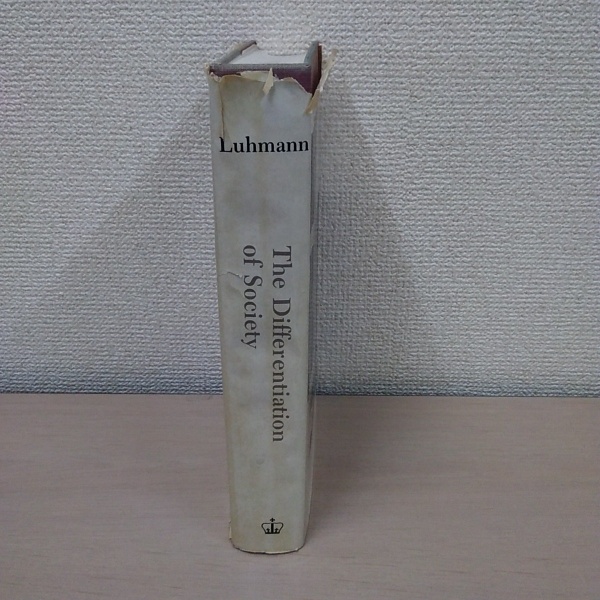 Luhmann
The Differentiation
of Society